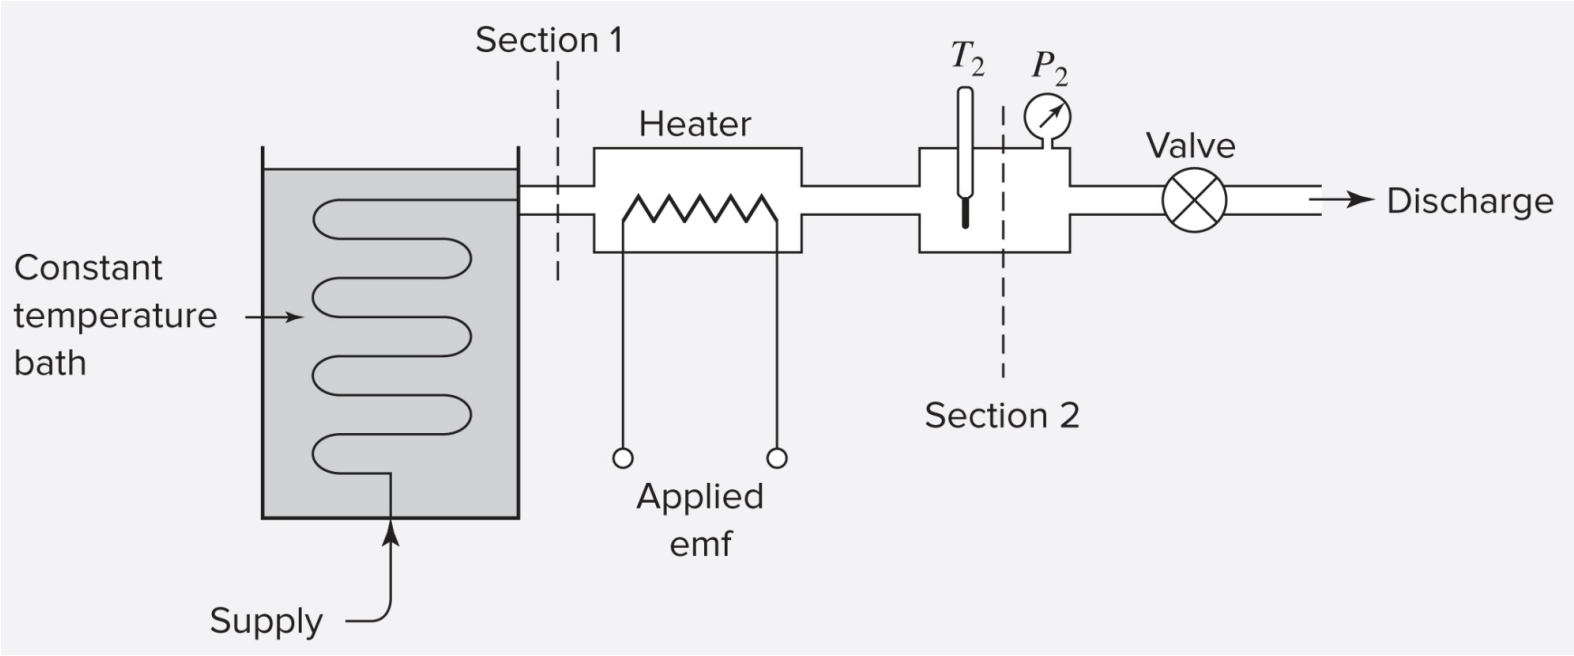 Section 1
T2
P2
Heater
Valve
Discharge
Constant
temperature
bath
Section 2
Applied
emf
Supply